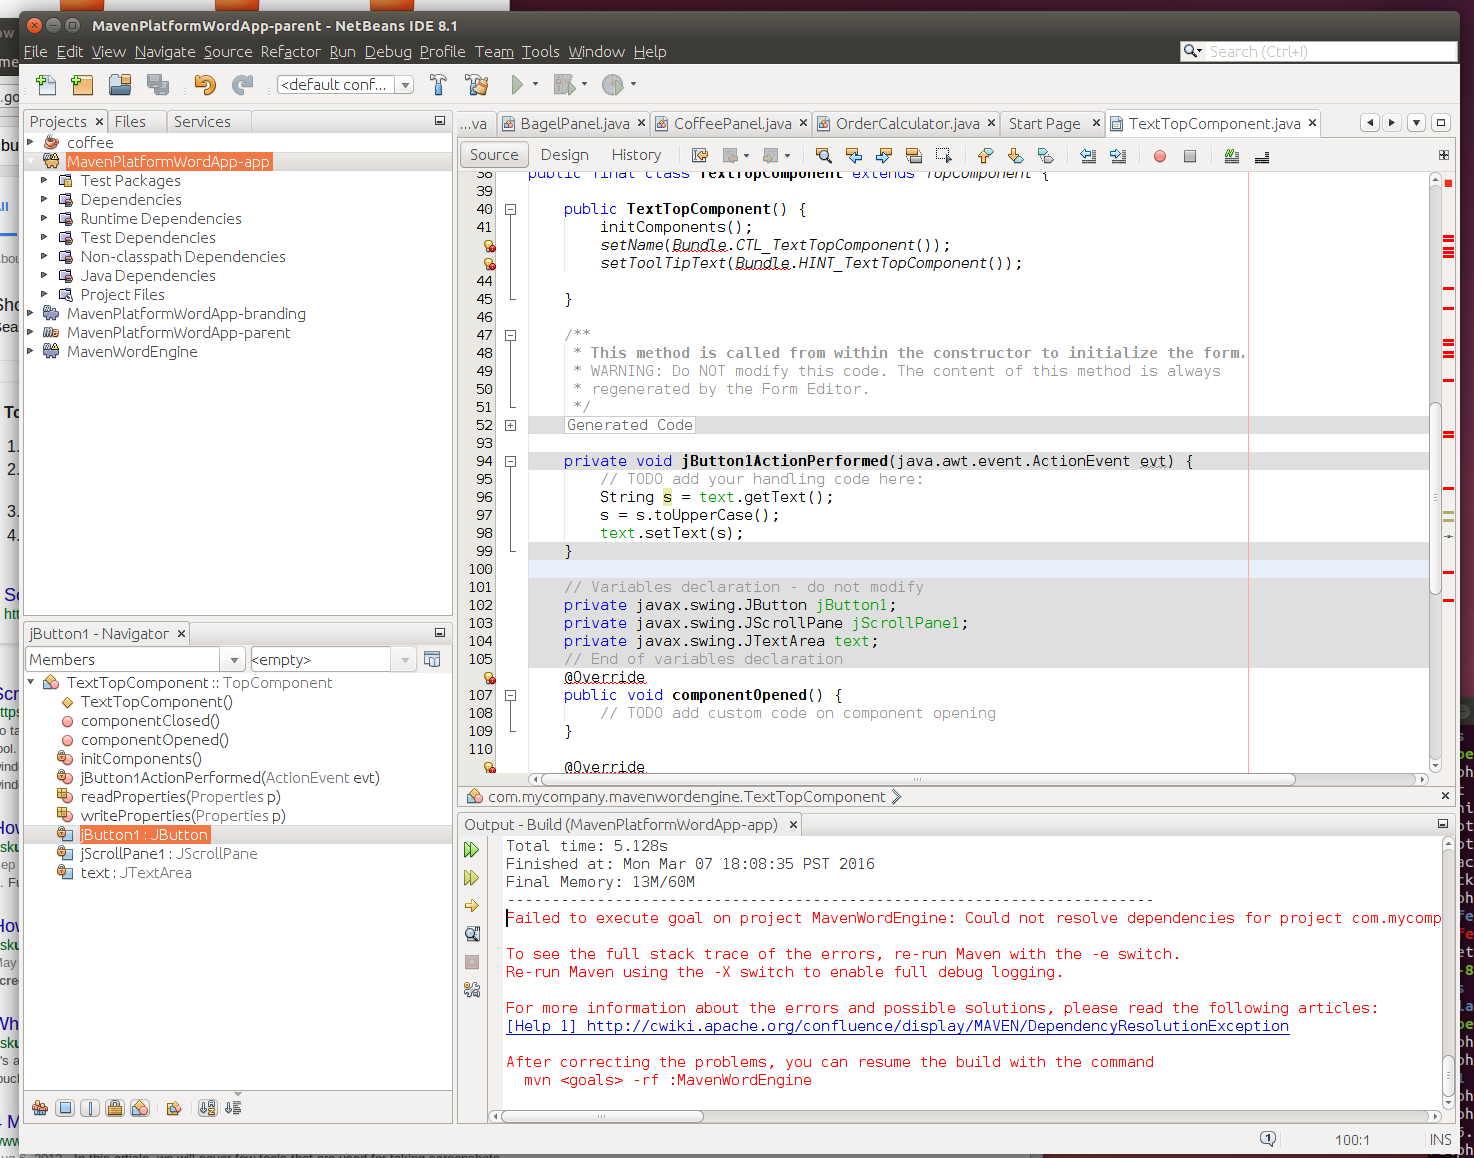 MavenPlatformWordApp-parent - NetBeans IDE 8.1
File Edit View Navigate Source Refactor Run Debug Profile Team Tools Window Help
Search (Ctrl+I)
<default conf...
Projects Files Services
coffee
MavenPlatformWordApp-app
Test Packages
Dependencies
Runtime Dependencies
Test Dependencies
Non-classpath Dependencies
Java Dependencies
Project Files
MavenPlatformWordApp-branding
MavenPlatformWordApp-parent
MavenWordEngine
jButton1 - Navigator
Members <empty>
TextTopComponent :: TopComponent
TextTopComponent()
componentClosed()
componentOpened()
initComponents()
jButton1ActionPerformed(ActionEvent evt)
readProperties(Properties p)
writeProperties(Properties p)
jButton1 : JButton
jScrollPane1 : JScrollPane
text : JTextArea
...va BagelPanel.java CoffeePanel.java OrderCalculator.java Start Page TextTopComponent.java
Source Design History
38 public final class TextTopComponent extends TopComponent {
39
40 public TextTopComponent() {
41 initComponents();
setName(Bundle.CTL_TextTopComponent());
setToolTipText(Bundle.HINT_TextTopComponent());
44
45 }
46
47 /**
48 * This method is called from within the constructor to initialize the form.
49 * WARNING: Do NOT modify this code. The content of this method is always
50 * regenerated by the Form Editor.
51 */
52 Generated Code
93
94 private void jButton1ActionPerformed(java.awt.event.ActionEvent evt) {
95 // TODO add your handling code here:
96 String s = text.getText();
97 s = s.toUpperCase();
98 text.setText(s);
99 }
100
101 // Variables declaration - do not modify
102 private javax.swing.JButton jButton1;
103 private javax.swing.JScrollPane jScrollPane1;
104 private javax.swing.JTextArea text;
105 // End of variables declaration
@Override
107 public void componentOpened() {
108 // TODO add custom code on component opening
109 }
110
@Override
com.mycompany.mavenwordengine.TextTopComponent
Output - Build (MavenPlatformWordApp-app)
Total time: 5.128s
Finished at: Mon Mar 07 18:08:35 PST 2016
Final Memory: 13M/60M
------------------------------------------------------------------------
Failed to execute goal on project MavenWordEngine: Could not resolve dependencies for project com.mycomp
To see the full stack trace of the errors, re-run Maven with the -e switch.
Re-run Maven using the -X switch to enable full debug logging.
For more information about the errors and possible solutions, please read the following articles:
[Help 1] http://cwiki.apache.org/confluence/display/MAVEN/DependencyResolutionException
After correcting the problems, you can resume the build with the command
mvn <goals> -rf :MavenWordEngine
1 100:1 INS